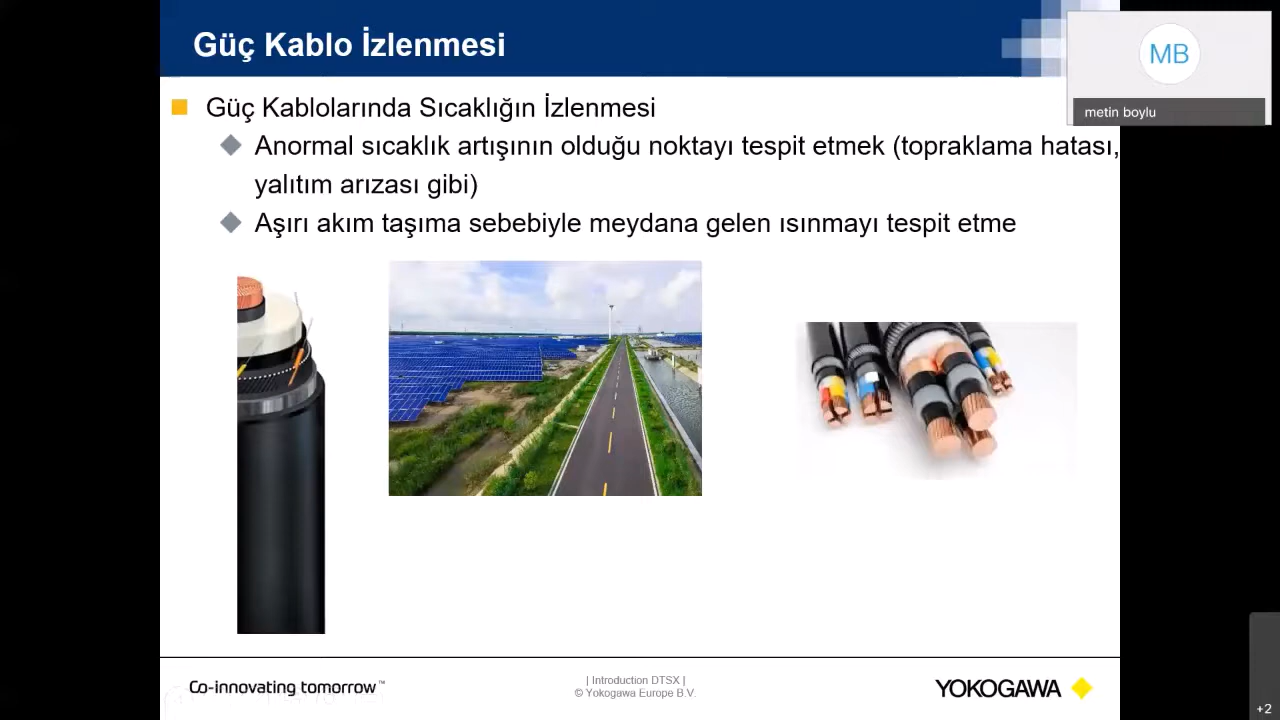 Güç Kablo İzlenmesi
MB
metin boylu
Güç Kablolarında Sıcaklığın İzlenmesi
Anormal sıcaklık artışının olduğu noktayı tespit etmek (topraklama hatası,
yalıtım arızası gibi)
Aşırı akım taşıma sebebiyle meydana gelen ısınmayı tespit etme
Co-innovating tomorrow™
| Introduction DTSX |
© Yokogawa Europe B.V.
YOKOGAWA
+2